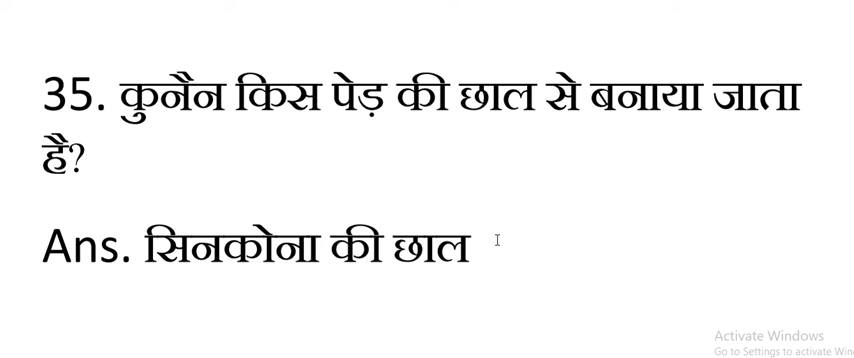 35. कुनैन किस पेड़ की छाल से बनाया जाता
है?
Ans. सिनकोना की छाल
Activate Windows
Go to Settings to activate Win